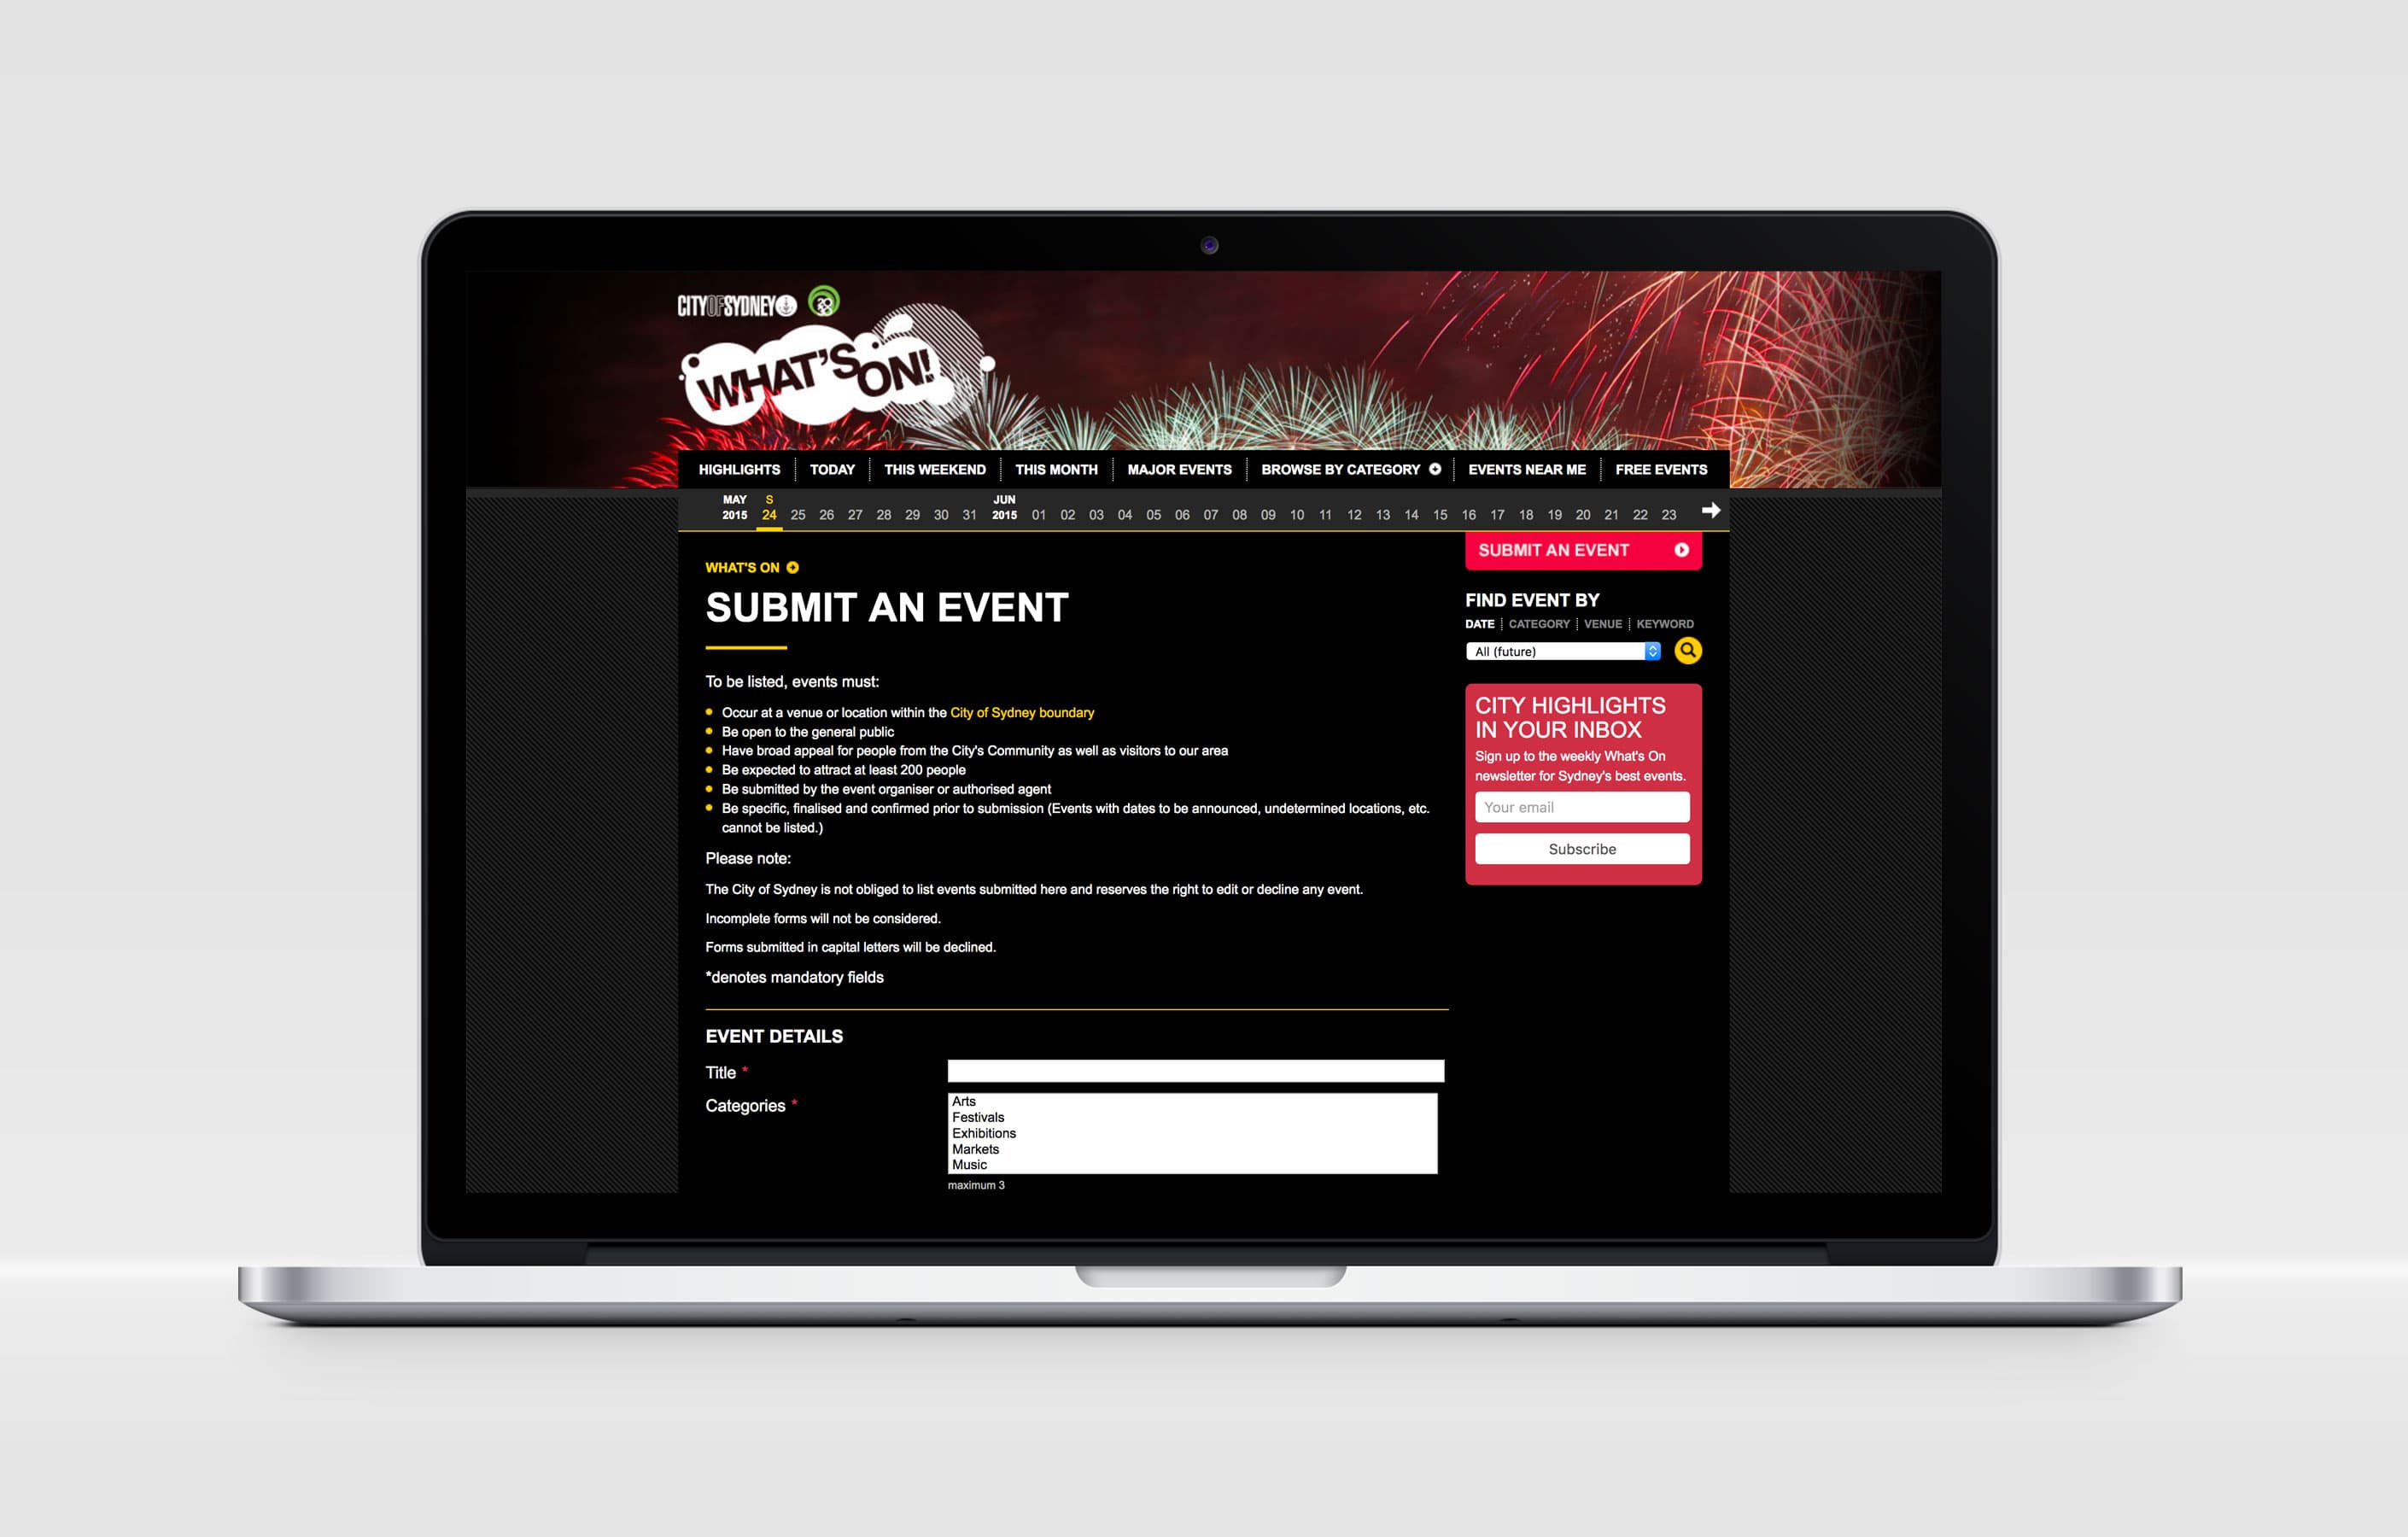 CITYOFSYDNEY
2030
WHAT'S ON!
HIGHLIGHTS TODAY THIS WEEKEND THIS MONTH MAJOR EVENTS BROWSE BY CATEGORY EVENTS NEAR ME FREE EVENTS
MAY S JUN
2015 24 25 26 27 28 29 30 31 2015 01 02 03 04 05 06 07 08 09 10 11 12 13 14 15 16 17 18 19 20 21 22 23
WHAT'S ON
SUBMIT AN EVENT
To be listed, events must:
Occur at a venue or location within the City of Sydney boundary
Be open to the general public
Have broad appeal for people from the City's Community as well as visitors to our area
Be expected to attract at least 200 people
Be submitted by the event organiser or authorised agent
Be specific, finalised and confirmed prior to submission (Events with dates to be announced, undetermined locations, etc.
cannot be listed.)
Please note:
The City of Sydney is not obliged to list events submitted here and reserves the right to edit or decline any event.
Incomplete forms will not be considered.
Forms submitted in capital letters will be declined.
*denotes mandatory fields
EVENT DETAILS
Title *
Categories *
Arts
Festivals
Exhibitions
Markets
Music
maximum 3
SUBMIT AN EVENT
FIND EVENT BY
DATE CATEGORY VENUE KEYWORD
All (future)
CITY HIGHLIGHTS
IN YOUR INBOX
Sign up to the weekly What's On
newsletter for Sydney's best events.
Your email
Subscribe